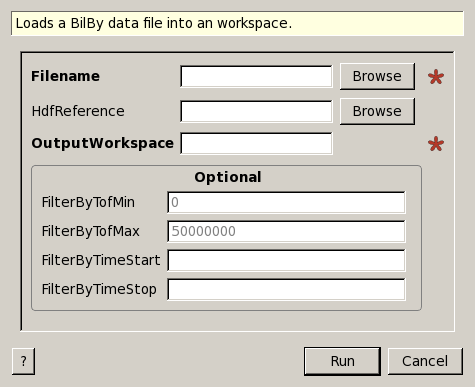 Loads a BilBy data file into an workspace.
Filename Browse *
HdfReference Browse
OutputWorkspace *
Optional
FilterByTofMin 0
FilterByTofMax 50000000
FilterByTimeStart
FilterByTimeStop
? Run Cancel